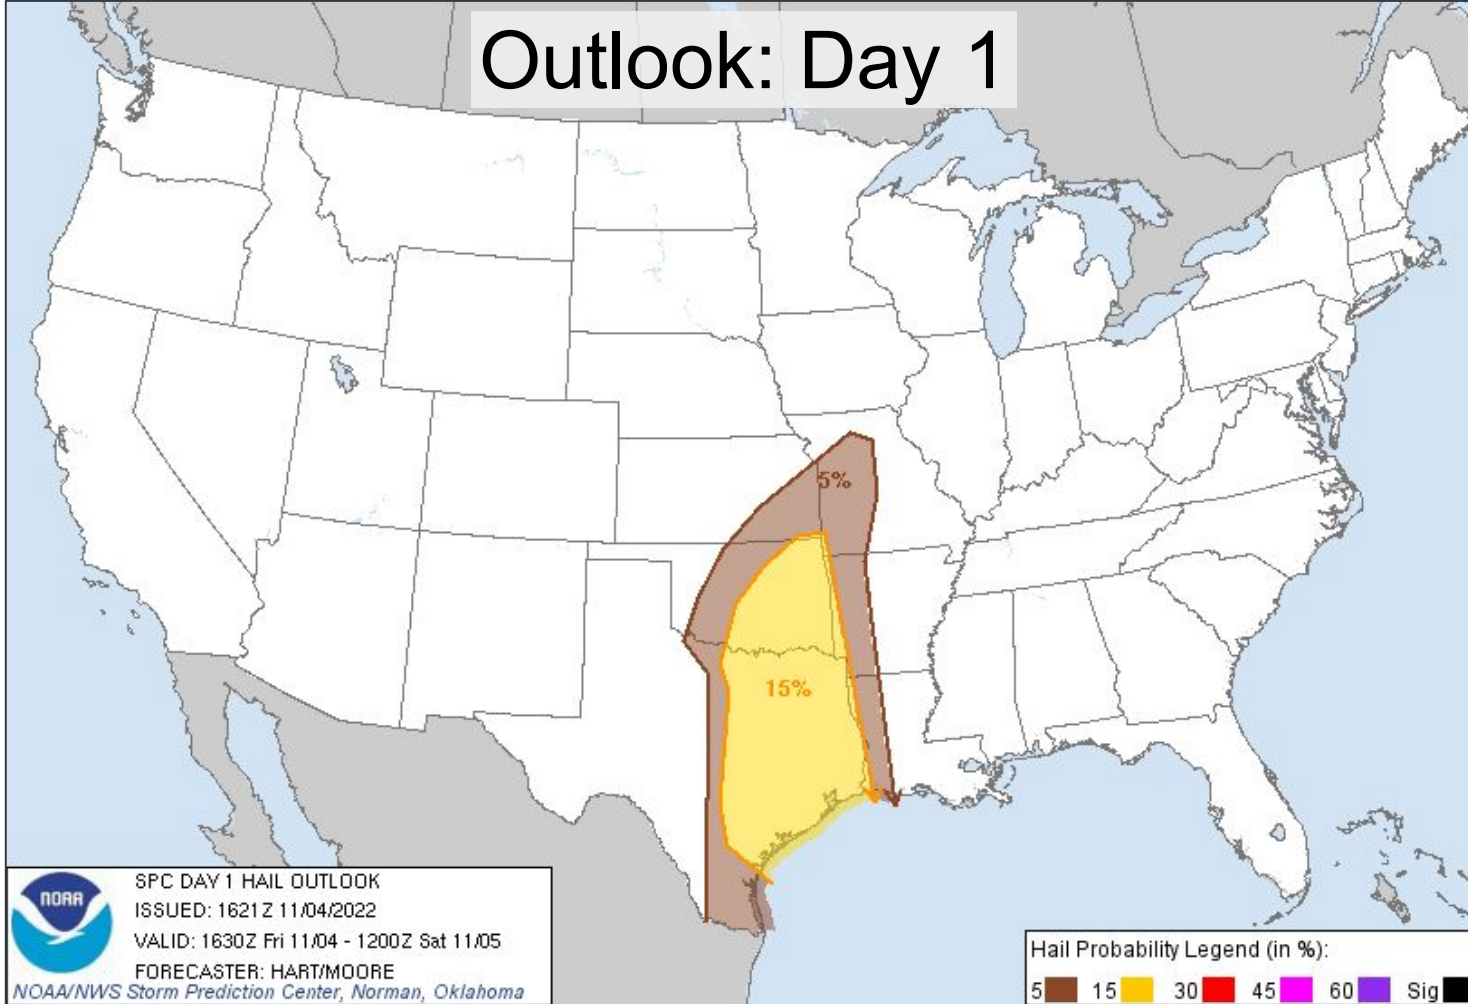 Outlook: Day 1
5%
15%
NOAA
SPC DAY 1 HAIL OUTLOOK
ISSUED: 1621Z 11/04/2022
VALID: 1630Z Fri 11/04 - 1200Z Sat 11/05
FORECASTER: HART/MOORE
NOAA/NWS Storm Prediction Center, Norman, Oklahoma
Hail Probability Legend (in %):
5 15 30 45 60 Sig